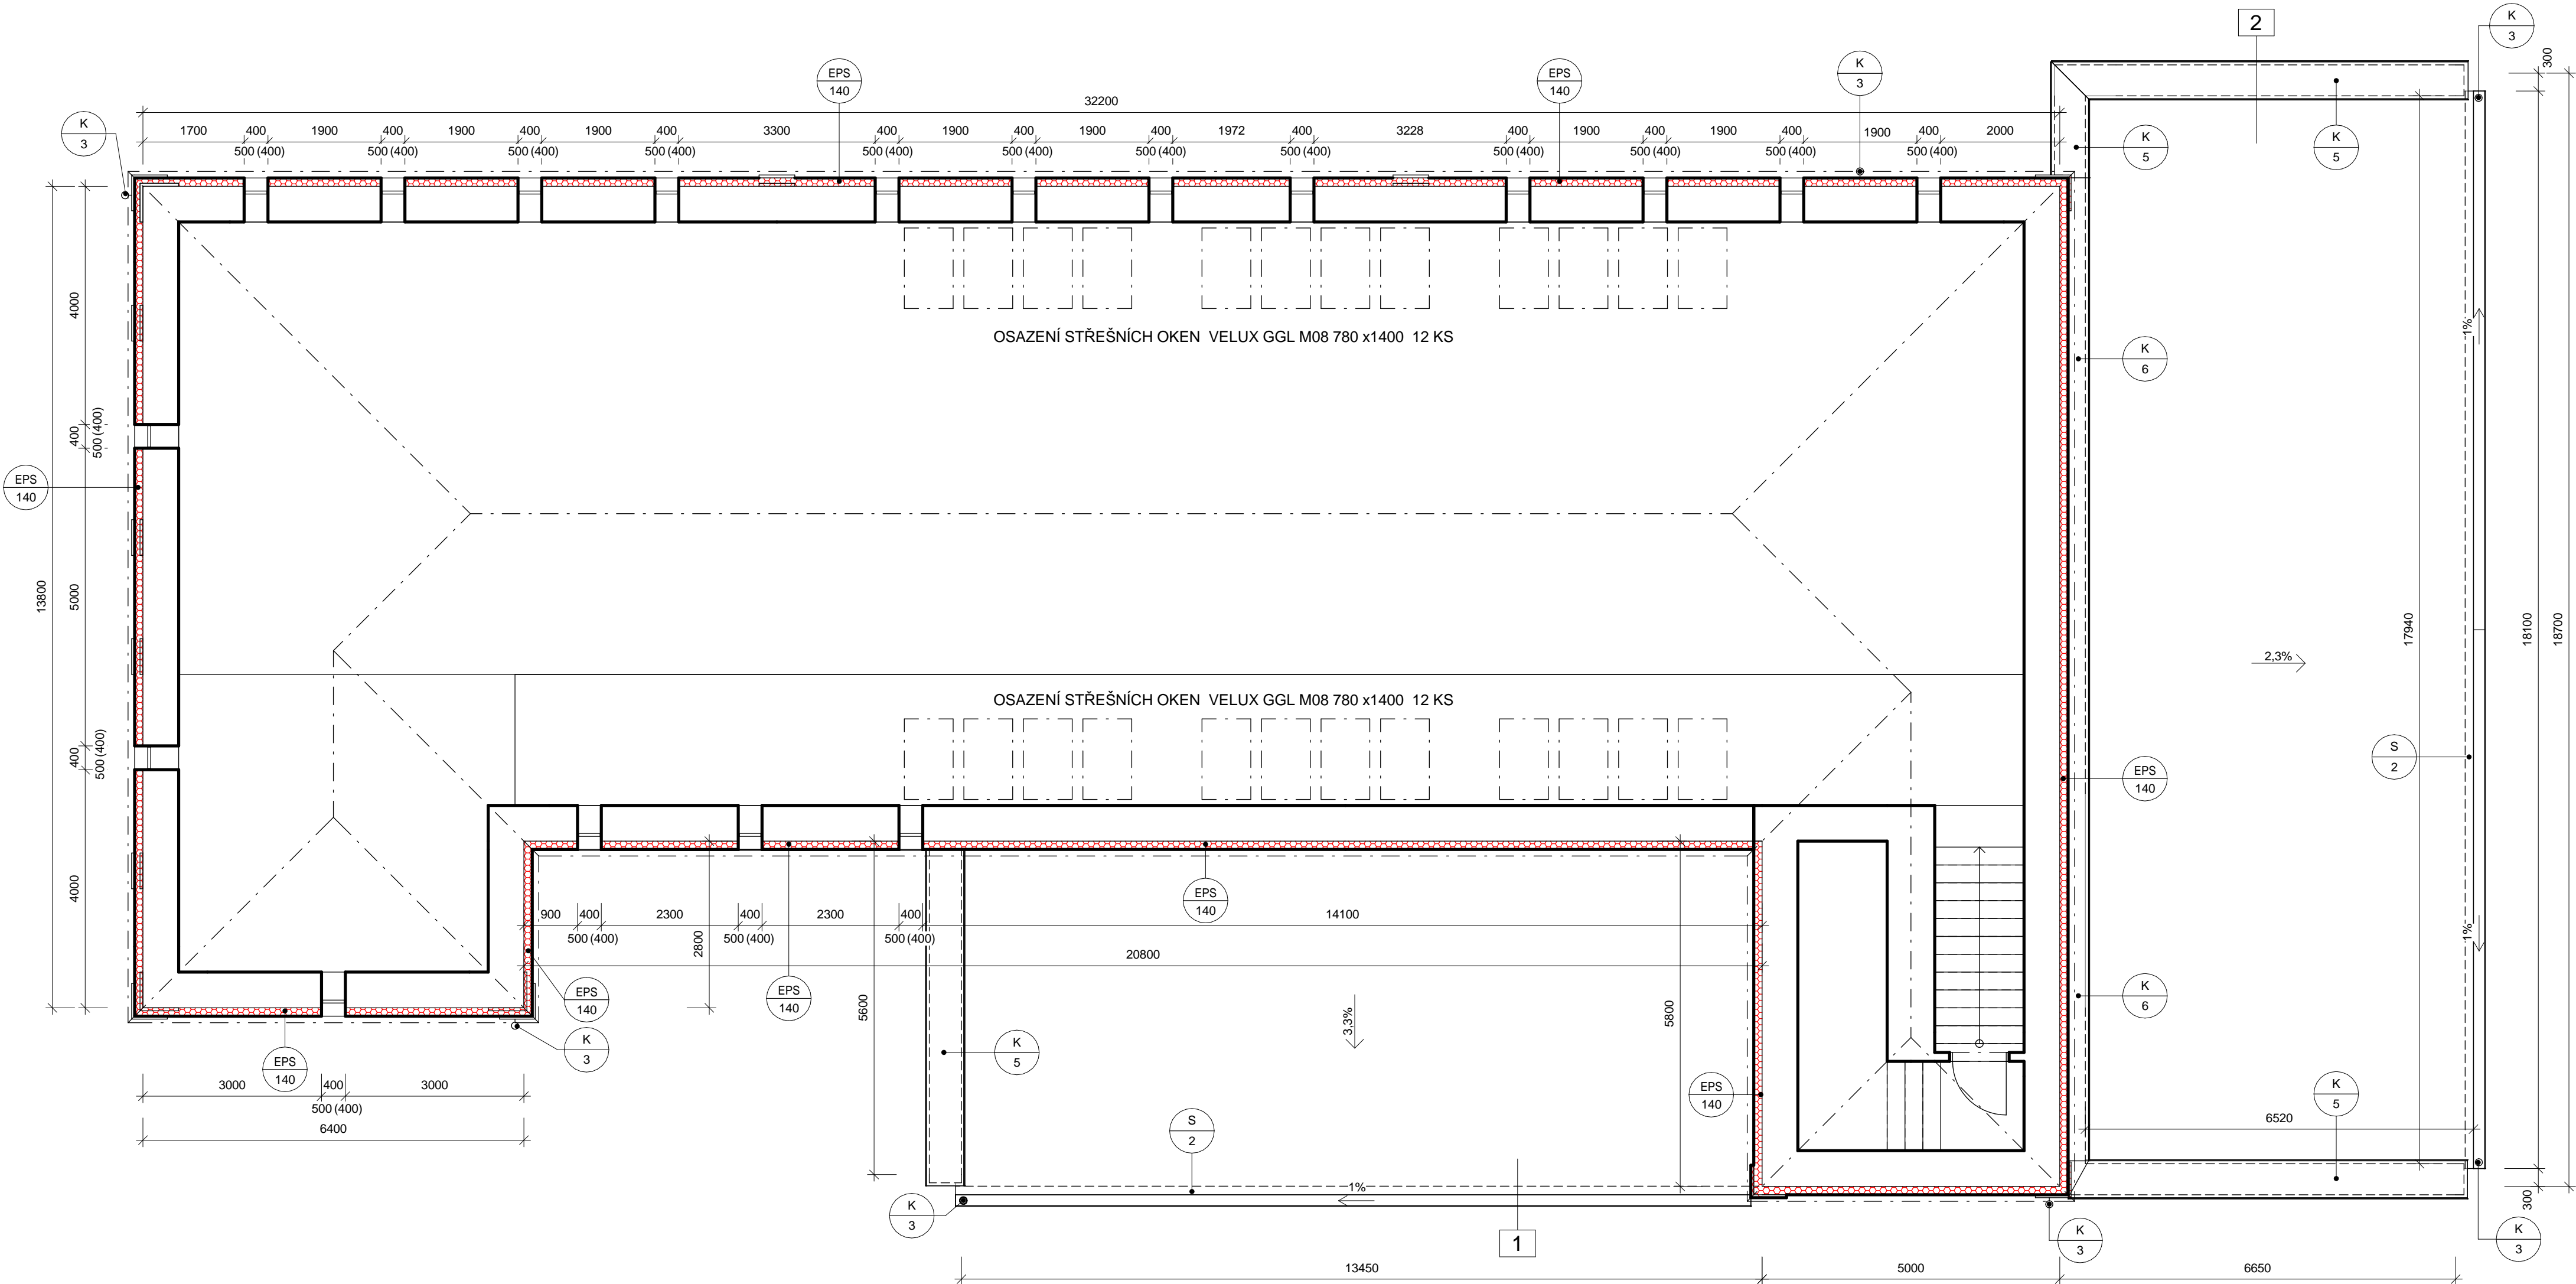 2
K
3
300
EPS
140
EPS
140
K
3
32200
K
3
1700 400 1900 400 1900 400 1900 400 3300 400 1900 400 1900 400 1972 400 3228 400 1900 400 1900 400 1900 400 2000
500 (400) 500 (400) 500 (400) 500 (400) 500 (400) 500 (400) 500 (400) 500 (400) 500 (400) 500 (400) 500 (400) 500 (400)
K
5
K
5
4000
OSAZENÍ STŘEŠNÍCH OKEN VELUX GGL M08 780 x1400 12 KS
1%
K
6
400
500 (400)
EPS
140
13800
5000
17940
18100
18700
2,3%
OSAZENÍ STŘEŠNÍCH OKEN VELUX GGL M08 780 x1400 12 KS
400
500 (400)
S
2
EPS
140
4000
EPS
140
900 400 2300 400 2300 400 14100
500 (400) 500 (400) 500 (400)
2800
20800
1%
EPS
140
EPS
140
K
6
5600
3,3%
5800
K
3
K
5
EPS
140
3000 400 3000
500 (400)
6400
EPS
140
K
5
6520
S
2
1%
K
3
300
K
3
K
3
1
13450 5000 6650